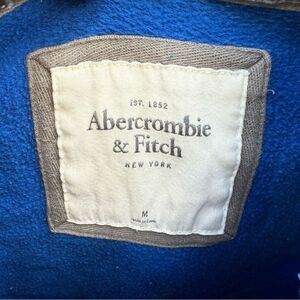 EST. 1892
Abercrombie
& Fitch
NEW YORK
M